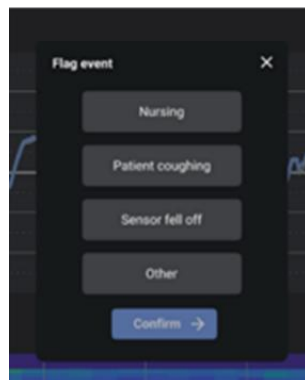 Flag event
Nursing
Patient coughing
Sensor fell off
Other
Confirm